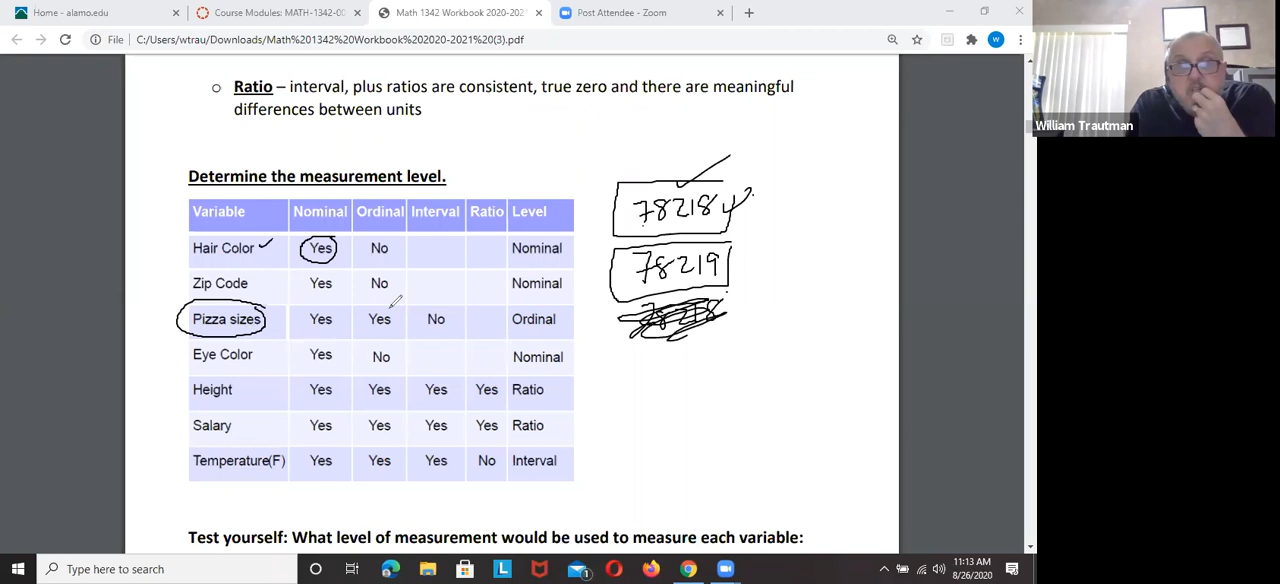 Home - alamo.edu
Course Modules: MATH-1342-00
Math 1342 Workbook 2020-202
Post Attendee - Zoom
File
C:/Users/wtrau/Downloads/Math%201342%20Workbook%202020-2021%20(3).pdf
W
William Trautman
o Ratio – interval, plus ratios are consistent, true zero and there are meaningful
differences between units
Determine the measurement level.
Variable Nominal Ordinal Interval Ratio Level
Hair Color Yes No Nominal
Zip Code Yes No Nominal
Pizza sizes Yes Yes No Ordinal
Eye Color Yes No Nominal
Height Yes Yes Yes Yes Ratio
Salary Yes Yes Yes Yes Ratio
Temperature(F) Yes Yes Yes No Interval
78218
78219
Test yourself: What level of measurement would be used to measure each variable:
Type here to search
L
1
11:13 AM
8/26/2020